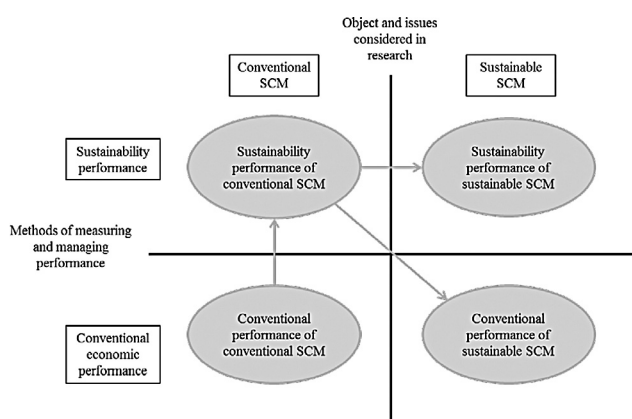 Object and issues
considered in
research
Conventional
SCM
Sustainable
SCM
Sustainability
performance
Sustainability
performance of
conventional SCM
Sustainability
performance of
sustainable SCM
Methods of measuring
and managing
performance
Conventional
economic
performance
Conventional
performance of
conventional SCM
Conventional
performance of
sustainable SCM